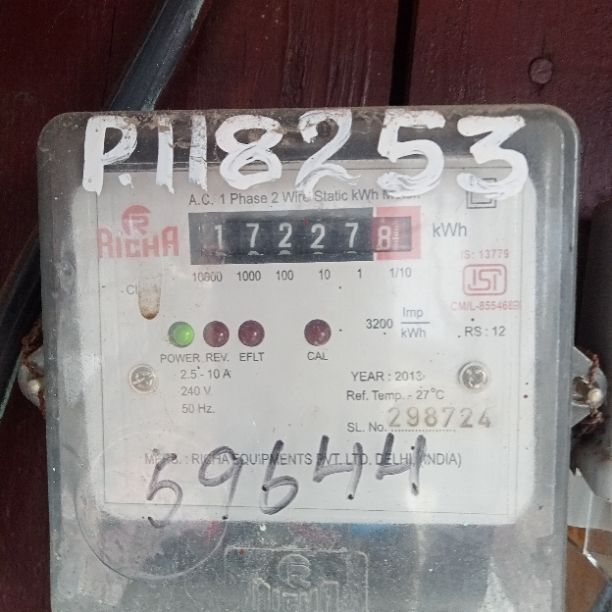 P.118253
A.C. 1 Phase 2 Wire Static kWh
R
RICHA
172278 kWh
10000 1000 100 10 1 1/10
IS: 13779
ISI
CM/L-855468
3200 Imp/kWh
RS : 12
POWER REV. EFLT CAL
2.5 - 10 A
240 V.
50 Hz.
YEAR : 2013
Ref. Temp. - 27°C
SL. No. 298724
RICHA EQUIPMENTS PVT. LTD. DELHI, (INDIA)
59644
R
RICHA